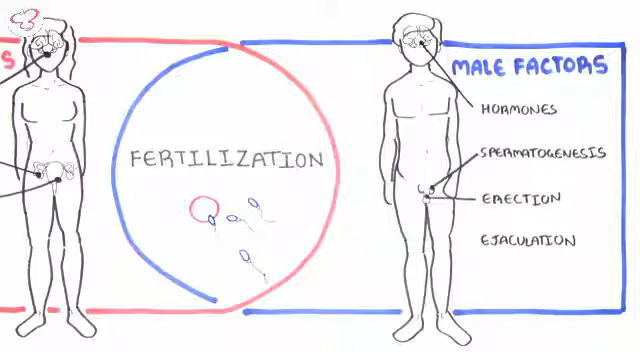 S
FERTILIZATION
MALE FACTORS
HORMONES
SPERMATOGENESIS
ERECTION
EJACULATION